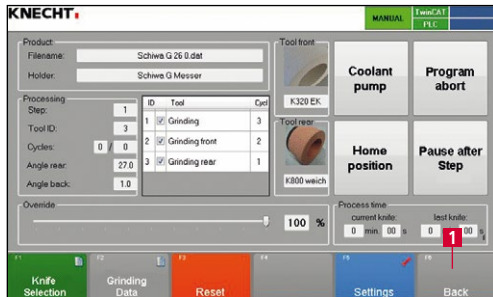 KNECHT
MANUAL
TwinCAT
PLC
Product:
Filename:
Schiwa G 26 0.dat
Holder:
Schiwa G Messer
Tool front
K320 EK
Tool rear
K800 weich
Coolant pump
Program abort
Home position
Pause after Step
Processing
Step:
1
Tool ID:
3
Cycles:
0 / 0
Angle rear:
27.0
Angle back:
1.0
ID Tool Cycl
1 Grinding 3
2 Grinding front 2
3 Grinding rear 1
Override
100 %
Process time
current knife:
0 min. 00 s
last knife:
0 00 s
1
F1
Knife Selection
F2
Grinding Data
F3
Reset
F4
F5
Settings
Back